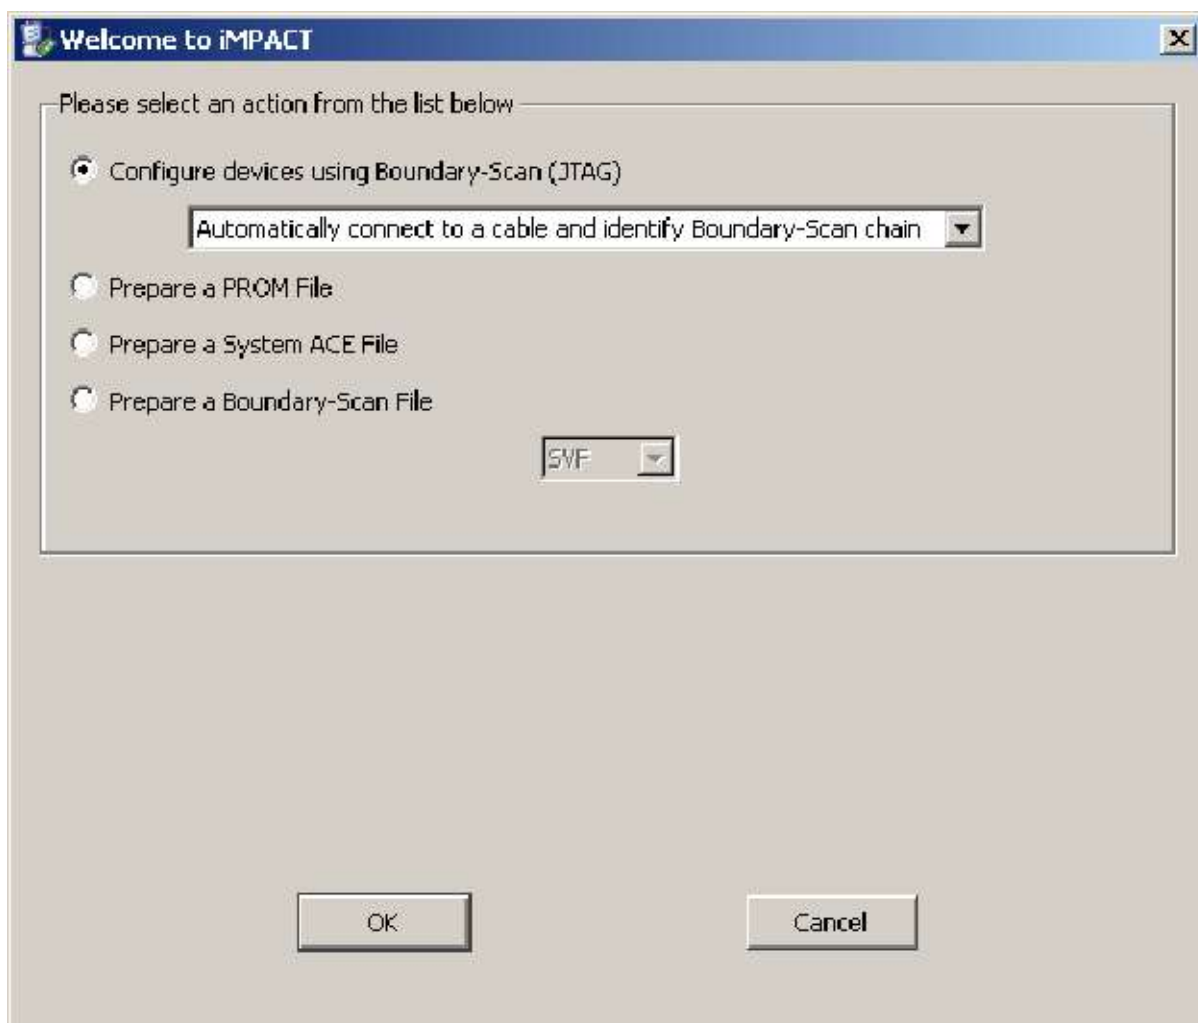 Welcome to iMPACT
Please select an action from the list below
Configure devices using Boundary-Scan (JTAG)
Automatically connect to a cable and identify Boundary-Scan chain
Prepare a PROM File
Prepare a System ACE File
Prepare a Boundary-Scan File
SVF
OK
Cancel